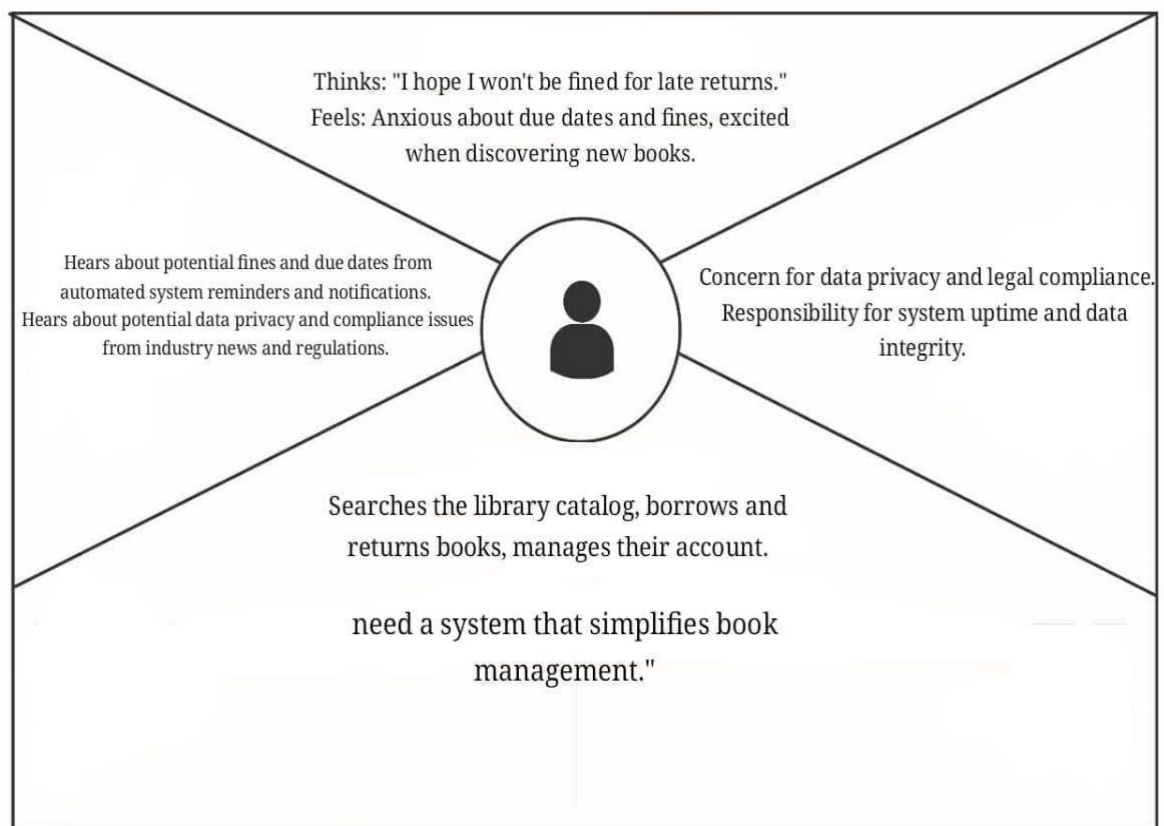 Thinks: "I hope I won't be fined for late returns."
Feels: Anxious about due dates and fines, excited
when discovering new books.
Hears about potential fines and due dates from
automated system reminders and notifications.
Hears about potential data privacy and compliance issues
from industry news and regulations.
Concern for data privacy and legal compliance.
Responsibility for system uptime and data
integrity.
Searches the library catalog, borrows and
returns books, manages their account.
need a system that simplifies book
management."